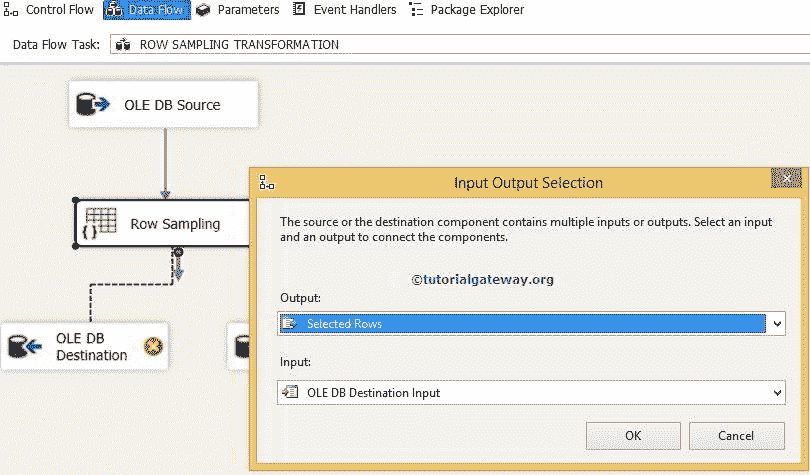 Control Flow Data Flow Parameters Event Handlers Package Explorer
Data Flow Task: ROW SAMPLING TRANSFORMATION
OLE DB Source
Row Sampling
OLE DB
Destination
Input Output Selection
The source or the destination component contains multiple inputs or outputs. Select an input
and an output to connect the components.
©tutorialgateway.org
Output:
Selected Rows
Input:
OLE DB Destination Input
OK Cancel